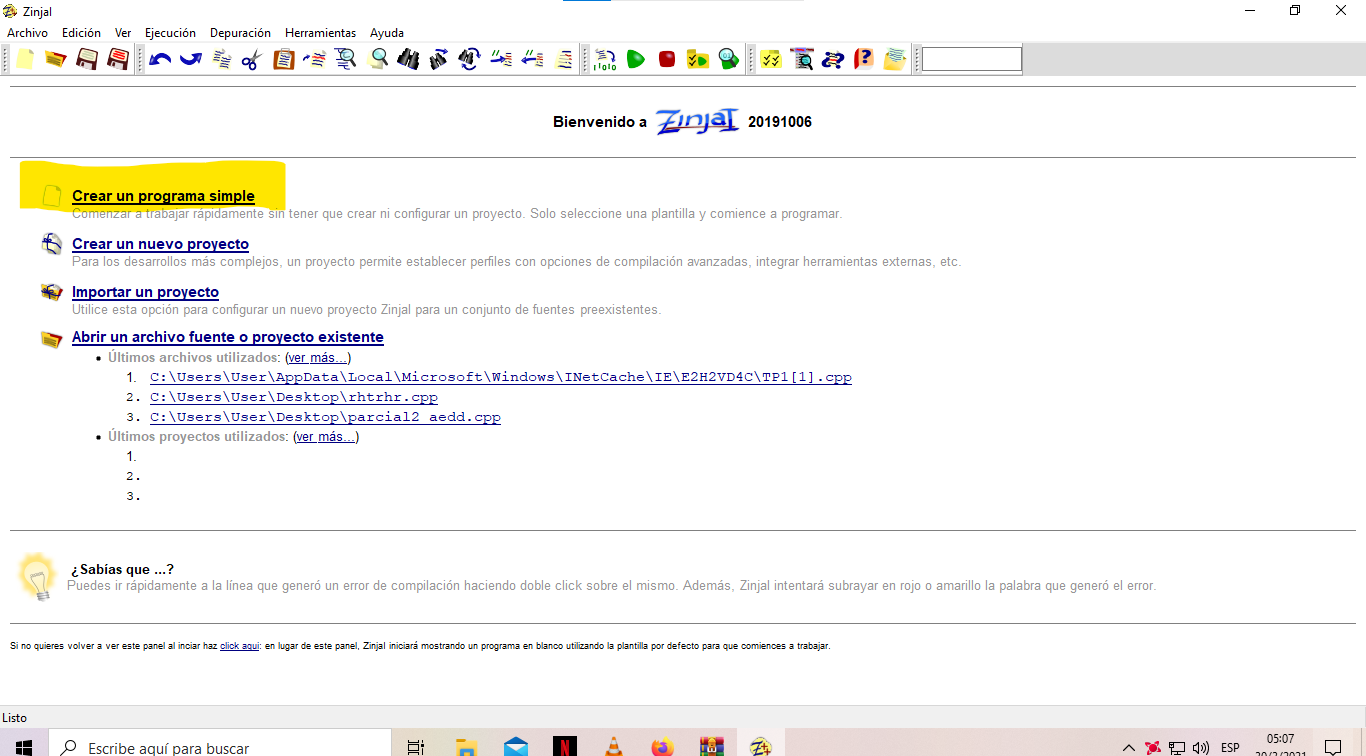 Zinjal
Archivo Edición Ver Ejecución Depuración Herramientas Ayuda
Bienvenido a ZinjaI 20191006
Crear un programa simple
Comenzar a trabajar rápidamente sin tener que crear ni configurar un proyecto. Solo seleccione una plantilla y comience a programar.
Crear un nuevo proyecto
Para los desarrollos más complejos, un proyecto permite establecer perfiles con opciones de compilación avanzadas, integrar herramientas externas, etc.
Importar un proyecto
Utilice esta opción para configurar un nuevo proyecto ZinjaI para un conjunto de fuentes preexistentes.
Abrir un archivo fuente o proyecto existente
• Últimos archivos utilizados: (ver más...)
1. C:\Users\User\AppData\Local\Microsoft\Windows\INetCache\IE\E2H2VD4C\TP1[1].cpp
2. C:\Users\User\Desktop\rhtrhr.cpp
3. C:\Users\User\Desktop\parcial2 aedd.cpp
• Últimos proyectos utilizados: (ver más...)
1.
2.
3.
¿Sabías que ...?
Puedes ir rápidamente a la línea que generó un error de compilación haciendo doble click sobre el mismo. Además, ZinjaI intentará subrayar en rojo o amarillo la palabra que generó el error.
Si no quieres volver a ver este panel al inciar haz click aqui: en lugar de este panel, ZinjaI iniciará mostrando un programa en blanco utilizando la plantilla por defecto para que comiences a trabajar.
Listo
Escribe aquí para buscar
ESP
05:07